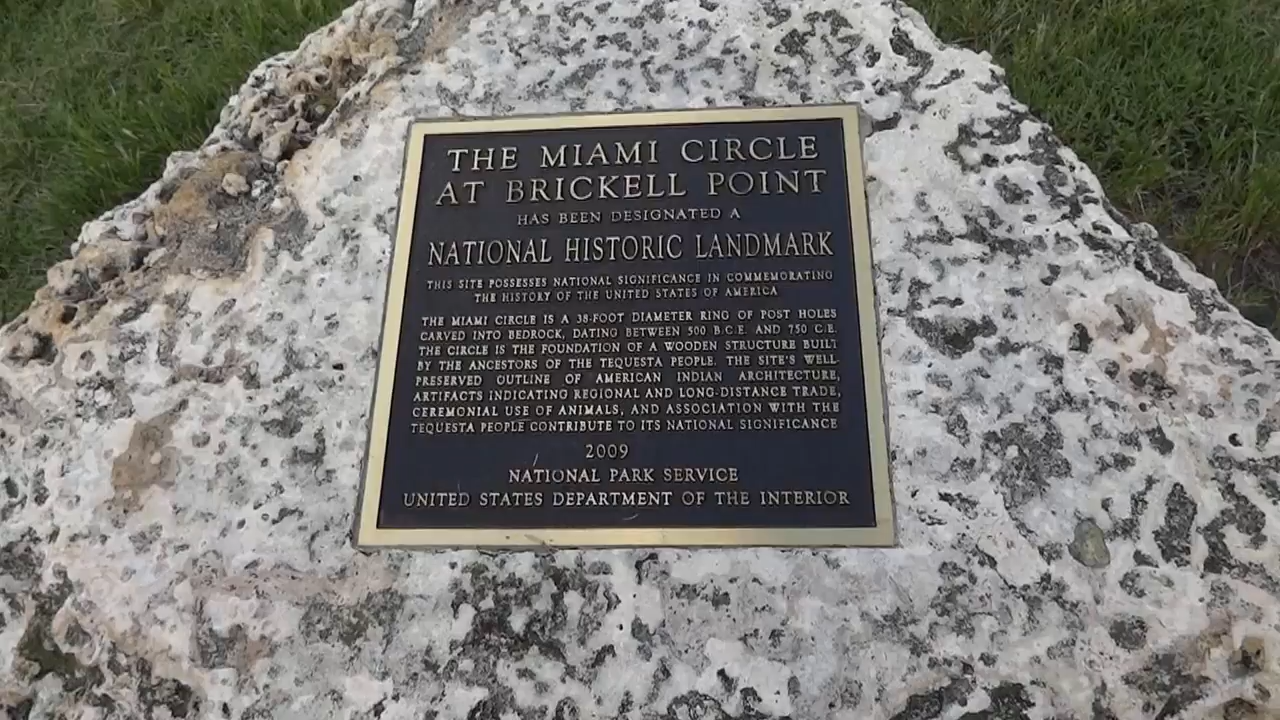 THE MIAMI CIRCLE
AT BRICKELL POINT
HAS BEEN DESIGNATED A
NATIONAL HISTORIC LANDMARK
THIS SITE POSSESSES NATIONAL SIGNIFICANCE IN COMMEMORATING
THE HISTORY OF THE UNITED STATES OF AMERICA
THE MIAMI CIRCLE IS A 38-FOOT DIAMETER RING OF POST HOLES
CARVED INTO BEDROCK, DATING BETWEEN 500 B.C.E. AND 750 C.E.
THE CIRCLE IS THE FOUNDATION OF A WOODEN STRUCTURE BUILT
BY THE ANCESTORS OF THE TEQUESTA PEOPLE. THE SITE'S WELL-
PRESERVED OUTLINE OF AMERICAN INDIAN ARCHITECTURE,
ARTIFACTS INDICATING REGIONAL AND LONG-DISTANCE TRADE,
CEREMONIAL USE OF ANIMALS, AND ASSOCIATION WITH THE
TEQUESTA PEOPLE CONTRIBUTE TO ITS NATIONAL SIGNIFICANCE
2009
NATIONAL PARK SERVICE
UNITED STATES DEPARTMENT OF THE INTERIOR